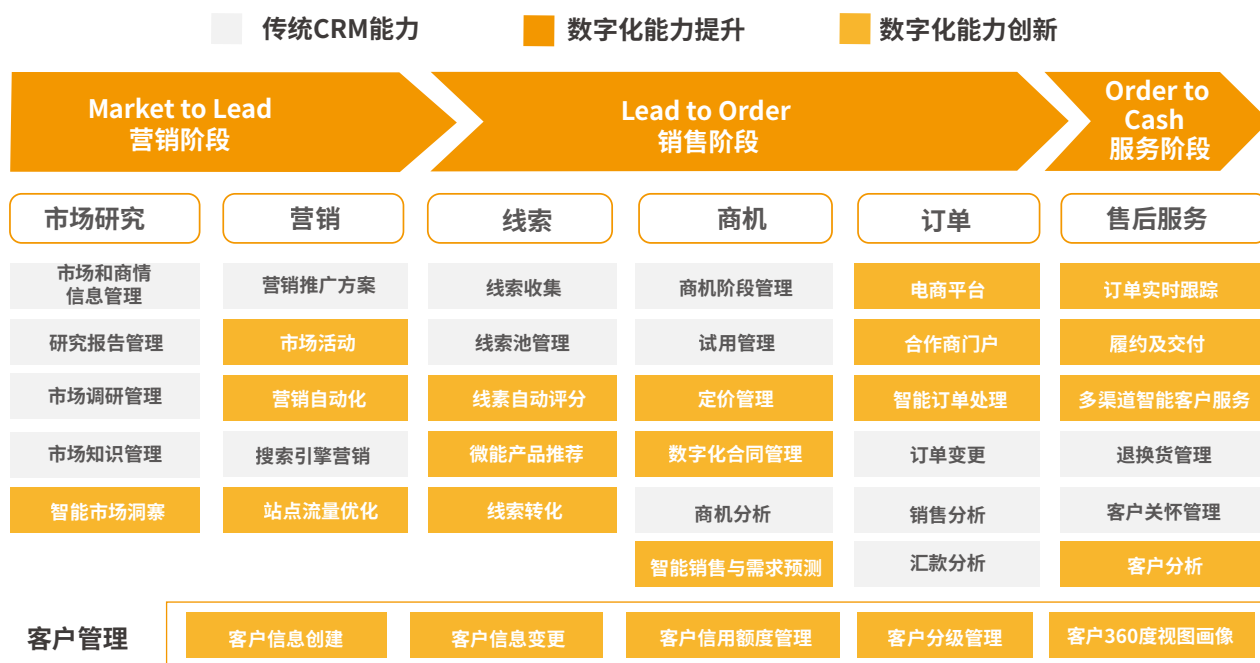 传统CRM能力
数字化能力提升
数字化能力创新
Market to Lead
营销阶段
Lead to Order
销售阶段
Order to
Cash
服务阶段
市场研究
营销
线索
商机
订单
售后服务
市场和商情
信息管理
营销推广方案
线索收集
商机阶段管理
电商平台
订单实时跟踪
研究报告管理
市场活动
线索池管理
试用管理
合作商门户
履约及交付
市场调研管理
营销自动化
线素自动评分
定价管理
智能订单处理
多渠道智能客户服务
市场知识管理
搜索引擎营销
微能产品推荐
数字化合同管理
订单变更
退换货管理
智能市场洞寨
站点流量优化
线索转化
商机分析
销售分析
客户关怀管理
智能销售与需求预测
汇款分析
客户分析
客户管理
客户信息创建
客户信息变更
客户信用额度管理
客户分级管理
客户360度视图画像